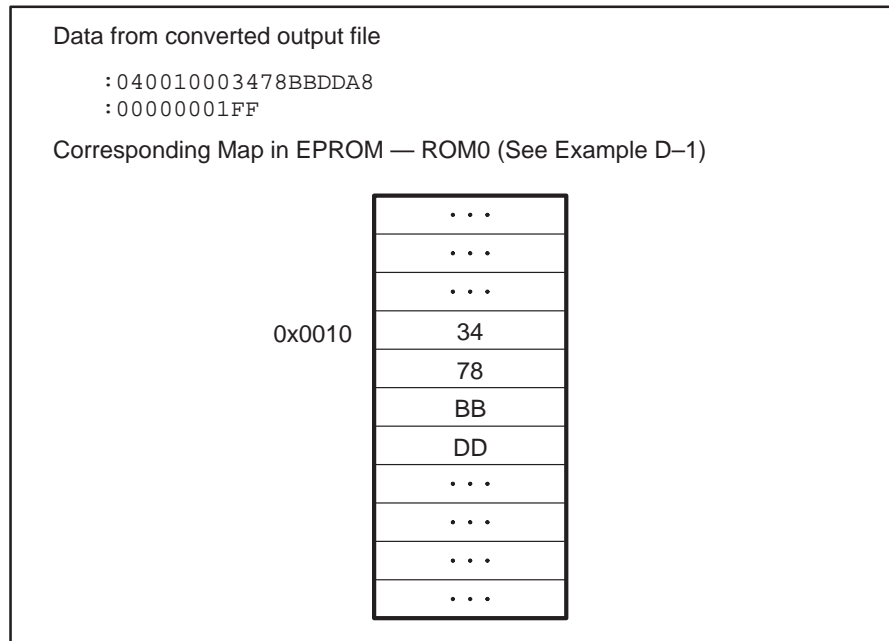 Data from converted output file
:040010003478BBDDA8
:00000001FF
Corresponding Map in EPROM — ROM0 (See Example D–1)
. . .
. . .
. . .
0x0010 34
78
BB
DD
. . .
. . .
. . .
. . .